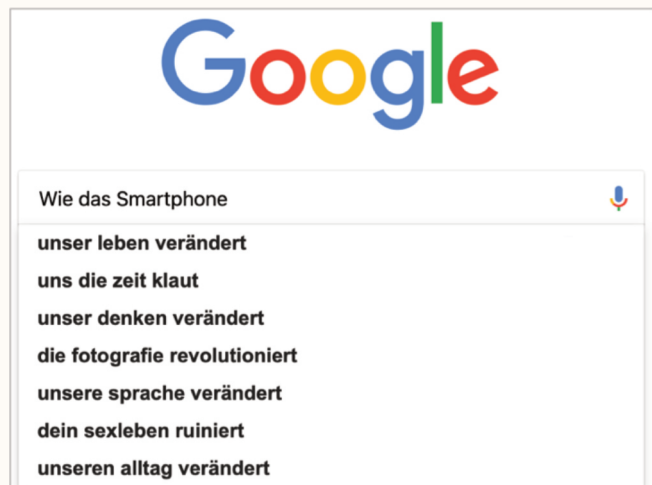 Google
Wie das Smartphone
unser leben verändert
uns die zeit klaut
unser denken verändert
die fotografie revolutioniert
unsere sprache verändert
dein sexleben ruiniert
unseren alltag verändert